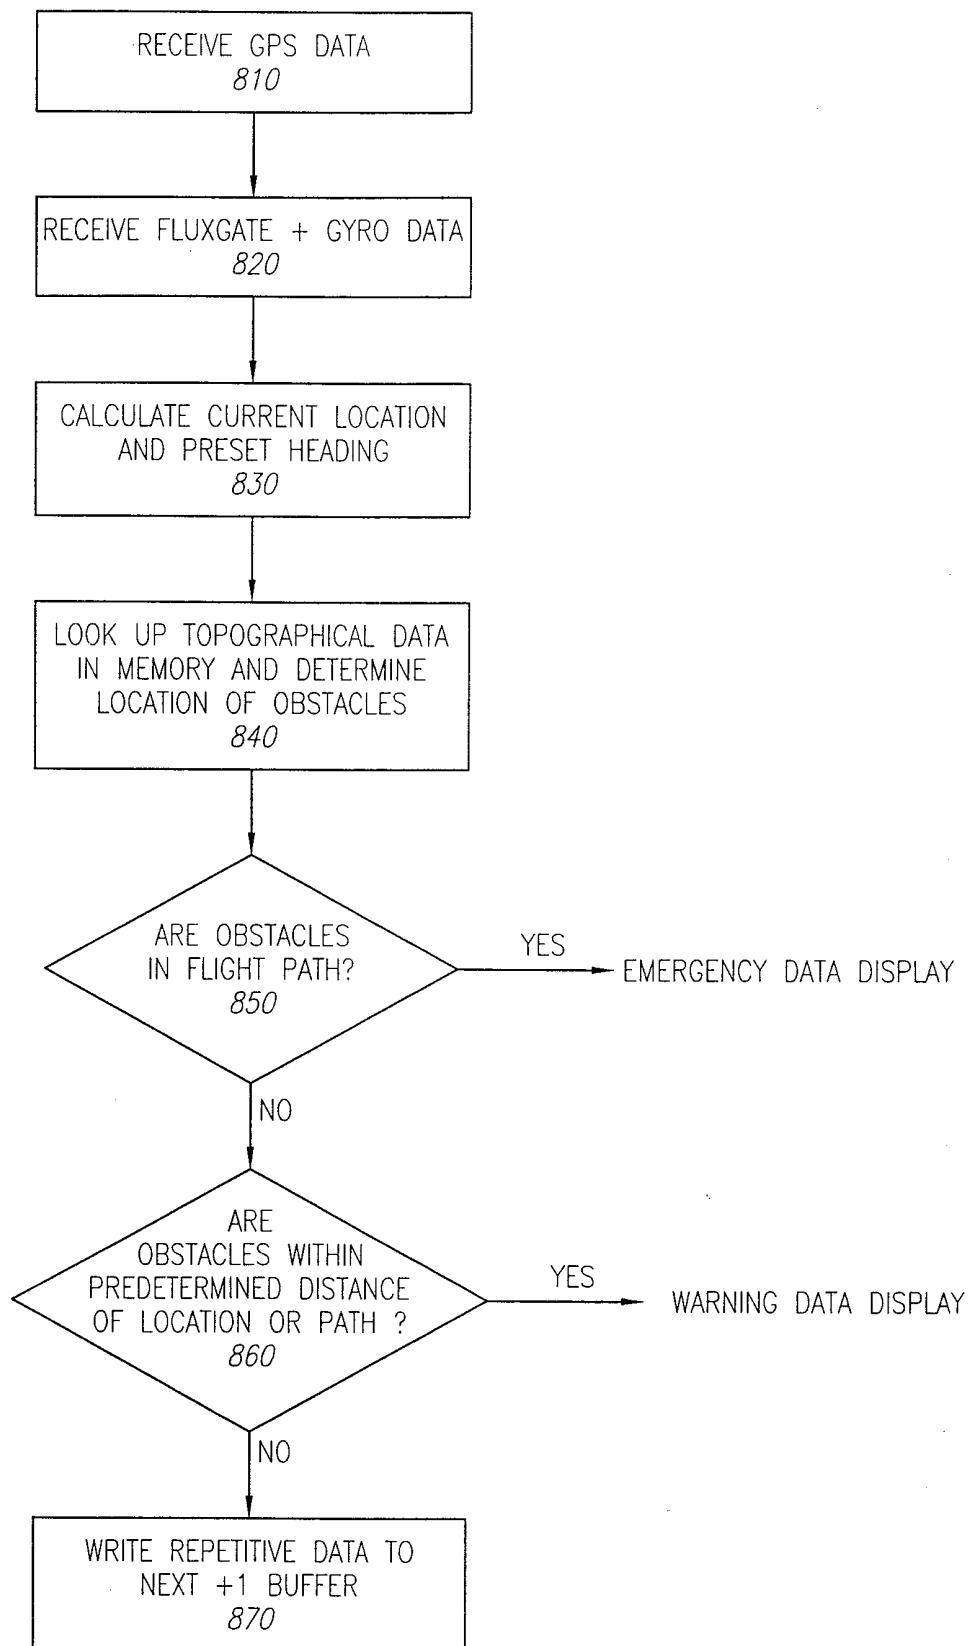 RECEIVE GPS DATA
810
RECEIVE FLUXGATE + GYRO DATA
820
CALCULATE CURRENT LOCATION
AND PRESET HEADING
830
LOOK UP TOPOGRAPHICAL DATA
IN MEMORY AND DETERMINE
LOCATION OF OBSTACLES
840
ARE OBSTACLES
IN FLIGHT PATH?
850
YES
EMERGENCY DATA DISPLAY
NO
ARE
OBSTACLES WITHIN
PREDETERMINED DISTANCE
OF LOCATION OR PATH ?
860
YES
WARNING DATA DISPLAY
NO
WRITE REPETITIVE DATA TO
NEXT +1 BUFFER
870